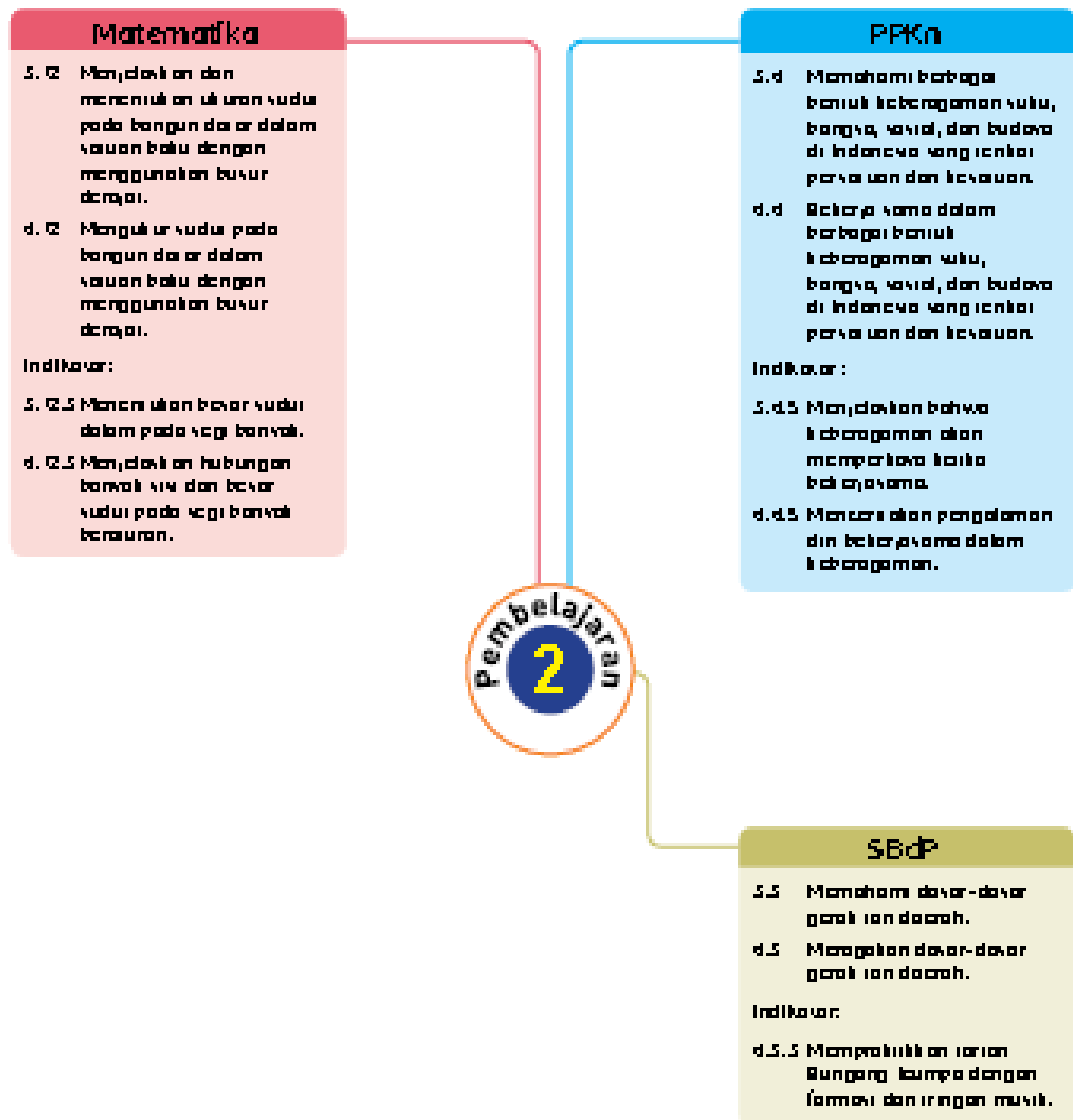 Matematika
3.12 Menjelaskan dan
menentukan ukuran sudut
pada bangun datar dalam
satuan baku dengan
menggunakan busur
derajat.
4.12 Mengukur sudut pada
bangun datar dalam
satuan baku dengan
menggunakan busur
derajat.
Indikator:
3.12.3 Menentukan besar sudut
dalam pada segi banyak.
4.12.3 Menjelaskan hubungan
banyak sisi dan besar
sudut pada segi banyak
beraturan.
PPKn
3.4 Memahami berbagai
bentuk keberagaman suku,
bangsa, sosial, dan budaya
di Indonesia yang terikat
persatuan dan kesatuan.
4.4 Bekerja sama dalam
berbagai bentuk
keberagaman suku,
bangsa, sosial, dan budaya
di Indonesia yang terikat
persatuan dan kesatuan.
Indikator:
Menjelaskan bahwa
keberagaman akan
memperkaya ketika
bekerjasama.
Menceritakan pengalaman
diri bekerjasama dalam
keberagaman.
Pembelajaran
2
SBdP
3.3 Memahami dasar-dasar
gerak tari daerah.
4.3 Meragakan dasar-dasar
gerak tari daerah.
Indikator:
4.3.3 Mempraktikkan tarian
Bungong Jeumpa dengan
formasi dan iringan musik.